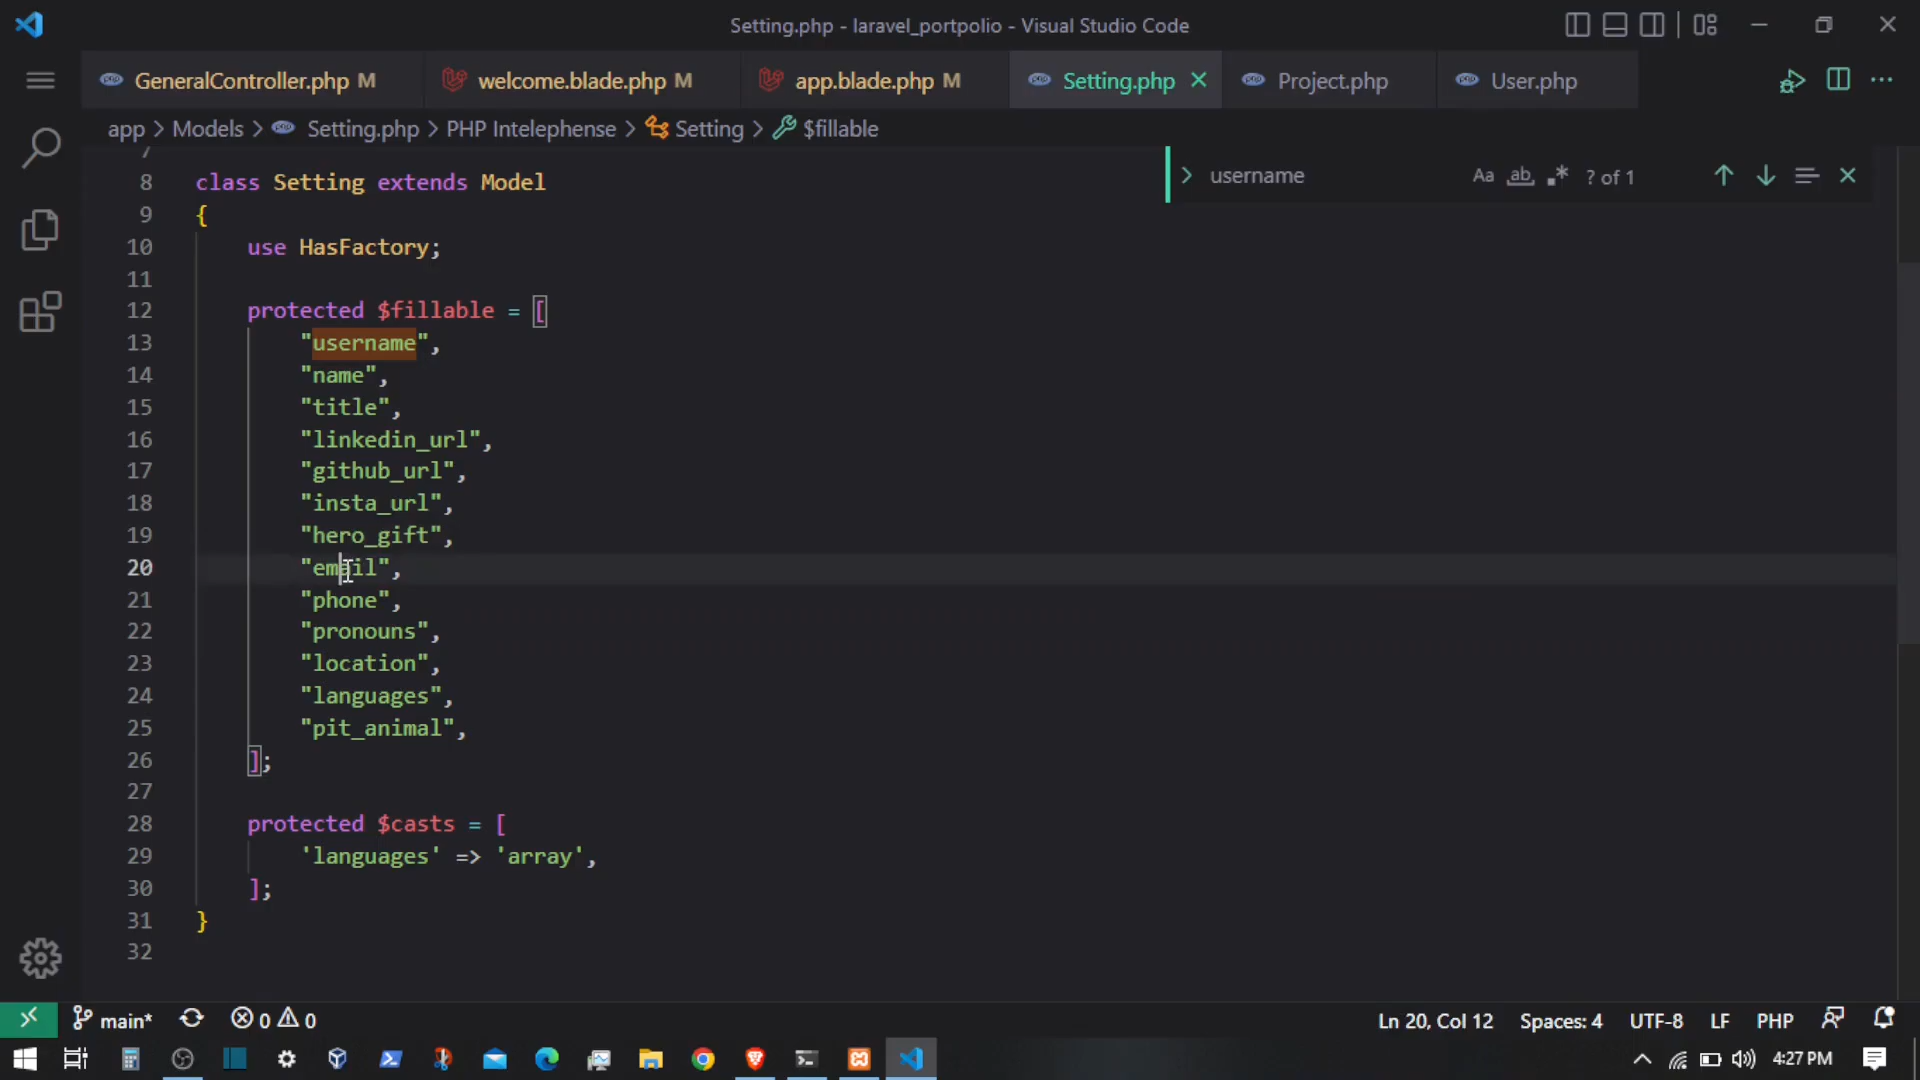 Setting.php - laravel_portpolio - Visual Studio Code
GeneralController.php M
welcome.blade.php M
app.blade.php M
Setting.php
Project.php
User.php
app > Models > Setting.php > PHP Intelephense > Setting > $fillable
username
Aa ab .* ? of 1
7
8 class Setting extends Model
9 {
10 use HasFactory;
11
12 protected $fillable = [
13 "username",
14 "name",
15 "title",
16 "linkedin_url",
17 "github_url",
18 "insta_url",
19 "hero_gift",
20 "email",
21 "phone",
22 "pronouns",
23 "location",
24 "languages",
25 "pit_animal",
26 ];
27
28 protected $casts = [
29 'languages' => 'array',
30 ];
31 }
32
main* 0 0 Ln 20, Col 12 Spaces: 4 UTF-8 LF PHP
4:27 PM